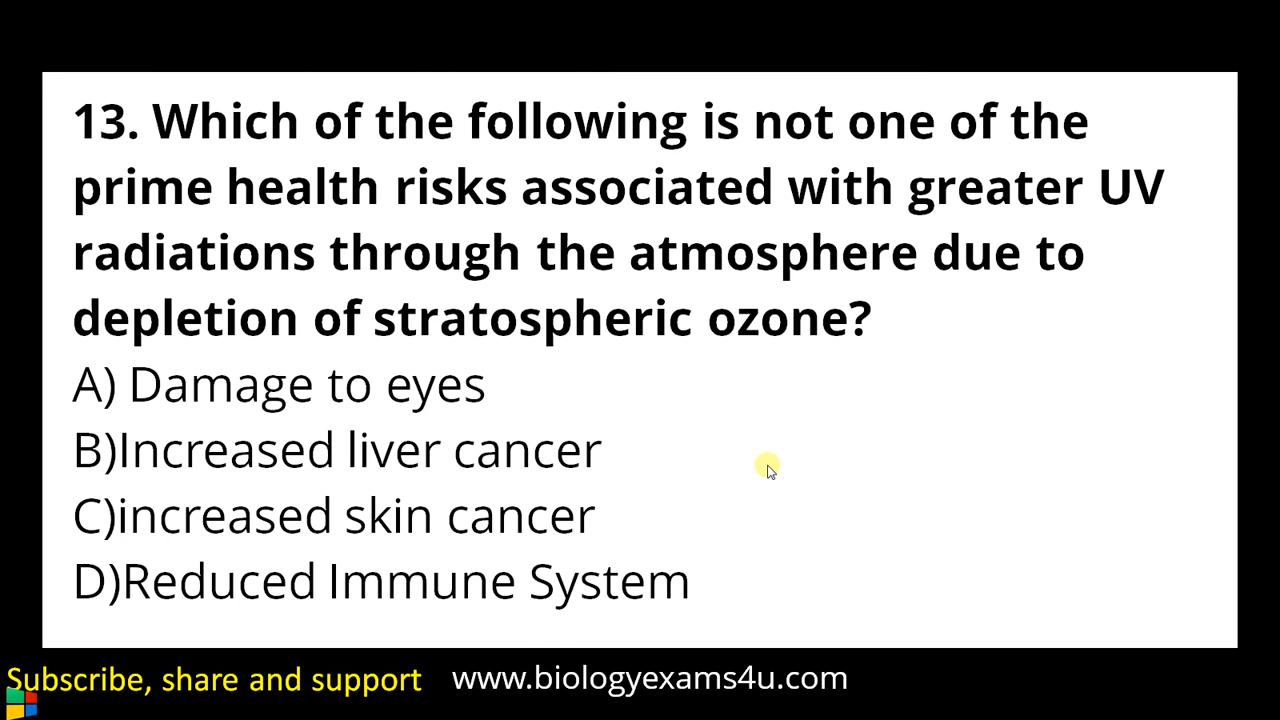 13. Which of the following is not one of the
prime health risks associated with greater UV
radiations through the atmosphere due to
depletion of stratospheric ozone?
A) Damage to eyes
B)Increased liver cancer
C)increased skin cancer
D)Reduced Immune System
Subscribe, share and support www.biologyexams4u.com